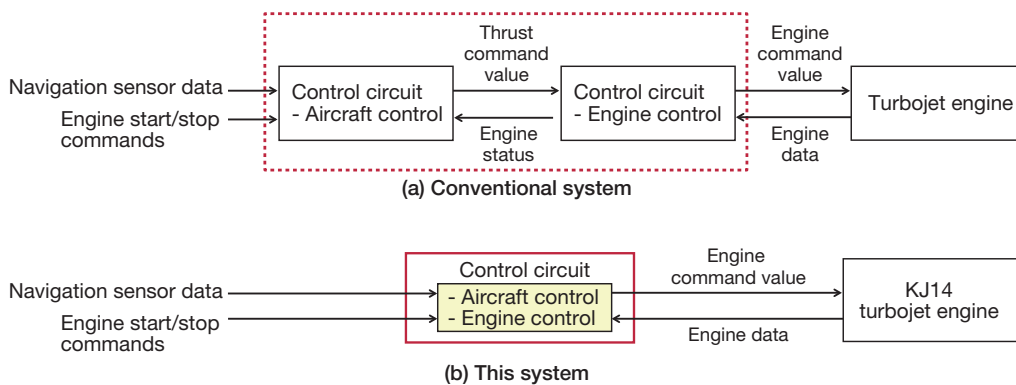 Thrust
command
value
Engine
command
value
Navigation sensor data
Engine start/stop
commands
Control circuit
- Aircraft control
Control circuit
- Engine control
Turbojet engine
Engine
status
Engine
data
(a) Conventional system
Navigation sensor data
Engine start/stop
commands
Control circuit
- Aircraft control
- Engine control
Engine
command value
Engine data
KJ14
turbojet engine
(b) This system